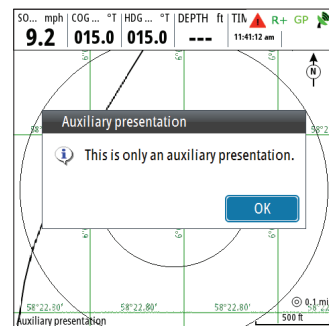 SO... mph COG ... °T HDG ... °T DEPTH ft TIM R+ GP
9.2 015.0 015.0 --- 11:41:12 am
N
Auxiliary presentation
This is only an auxiliary presentation.
OK
0.1 mi
58°22.30' 58°22.80' 58°22.80'
500 ft
Auxiliary presentation